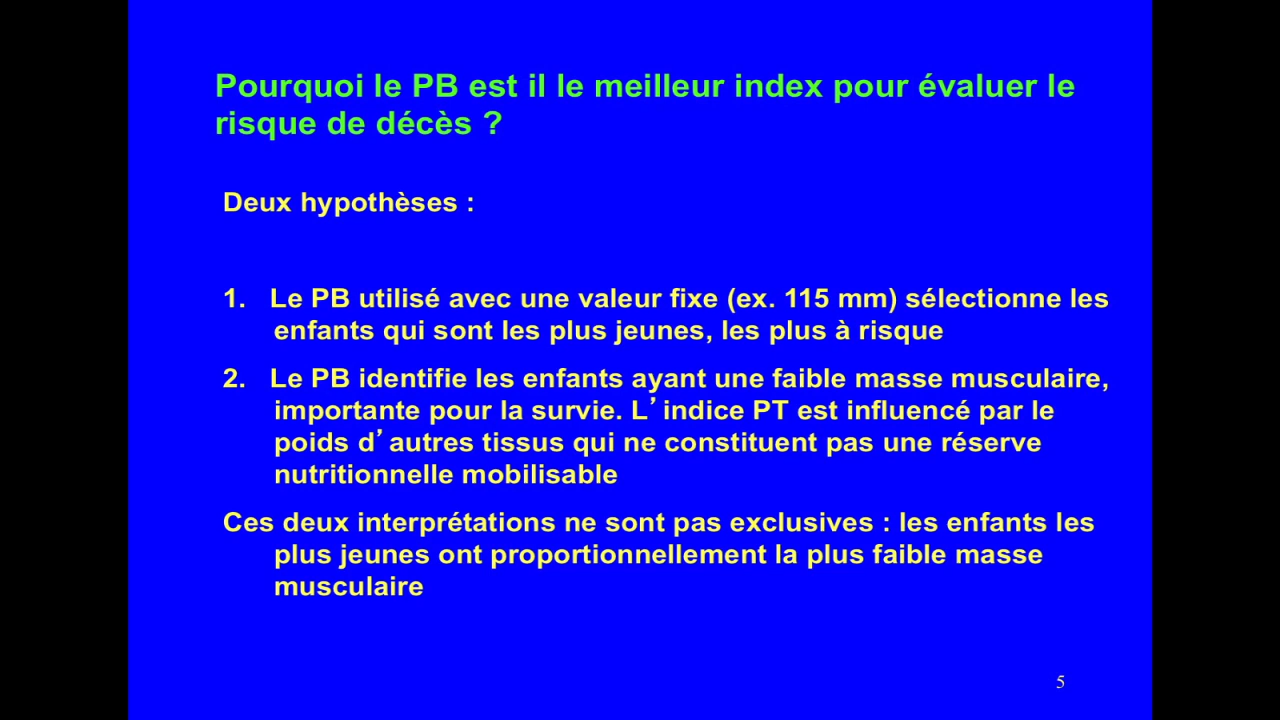 Pourquoi le PB est il le meilleur index pour évaluer le
risque de décès ?
Deux hypothèses :
1. Le PB utilisé avec une valeur fixe (ex. 115 mm) sélectionne les
enfants qui sont les plus jeunes, les plus à risque
2. Le PB identifie les enfants ayant une faible masse musculaire,
importante pour la survie. L’ indice PT est influencé par le
poids d’ autres tissus qui ne constituent pas une réserve
nutritionnelle mobilisable
Ces deux interprétations ne sont pas exclusives : les enfants les
plus jeunes ont proportionnellement la plus faible masse
musculaire
5